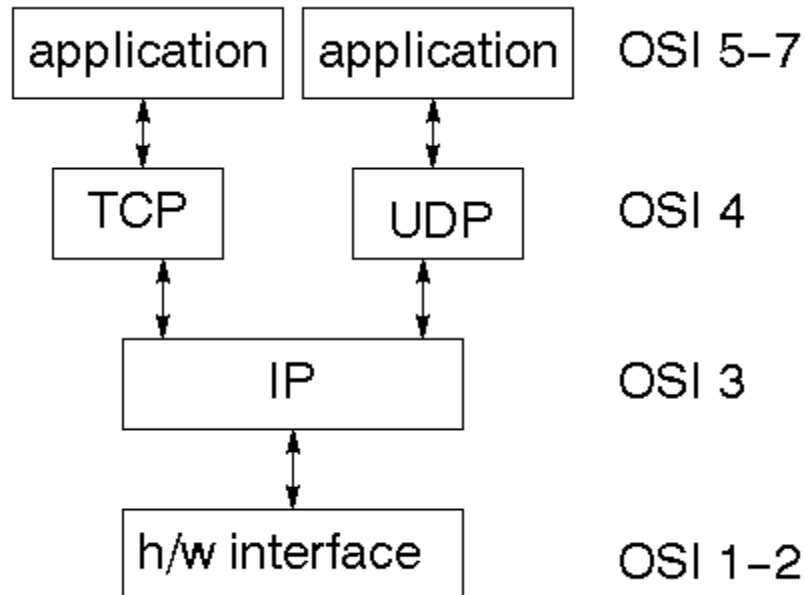 application application OSI 5–7
TCP UDP OSI 4
IP OSI 3
h/w interface OSI 1–2